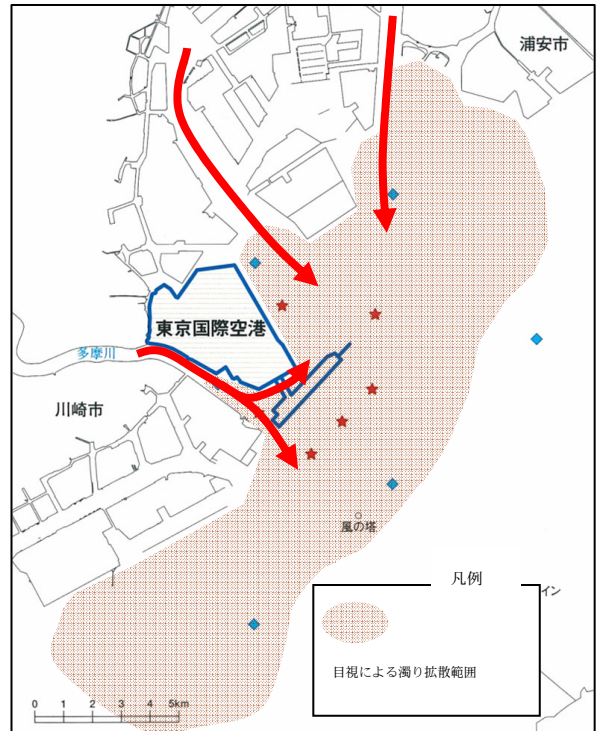 浦安市
東京国際空港
多摩川
川崎市
風の塔
凡例
イン
目視による濁り拡散範囲
0 1 2 3 4 5km